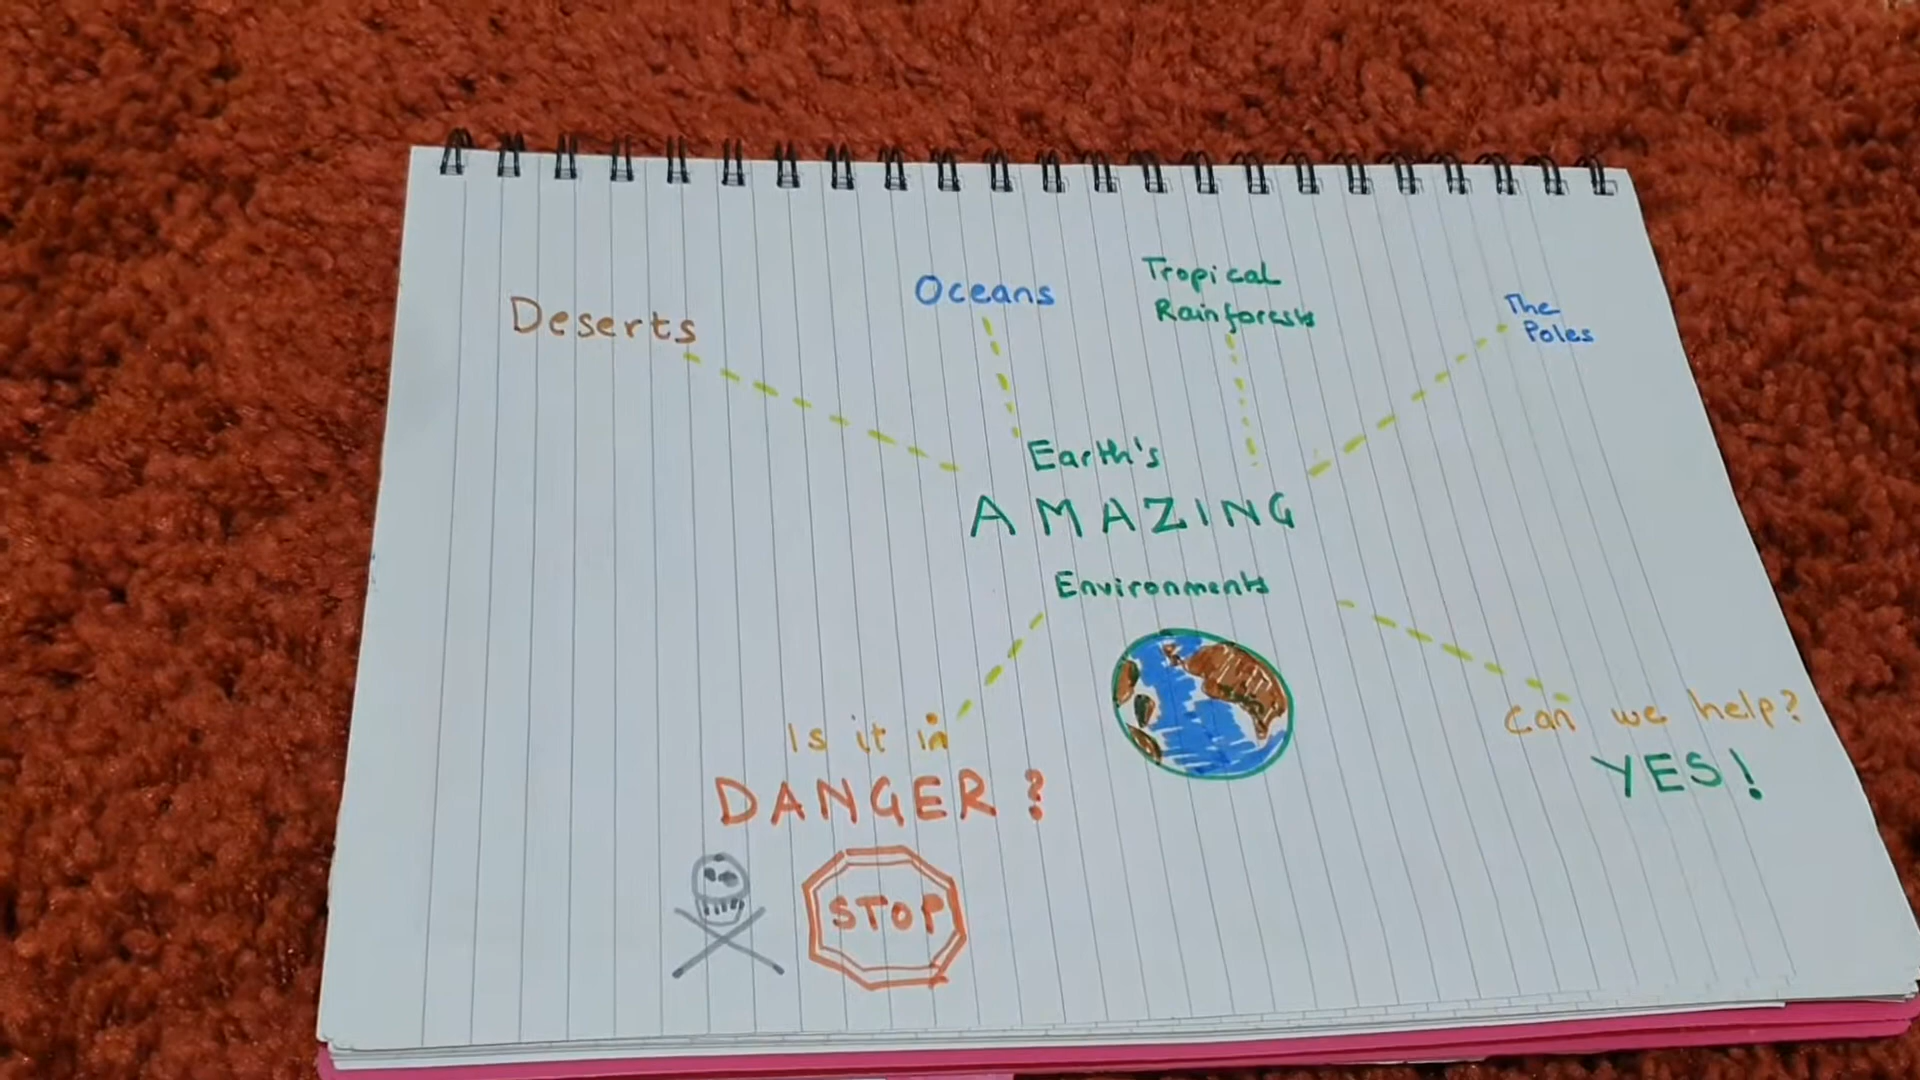 Deserts
Oceans
Tropical
Rainforests
The
Poles
Earth's
AMAZING
Environments
Is it in
DANGER?
STOP
Can we help?
YES!